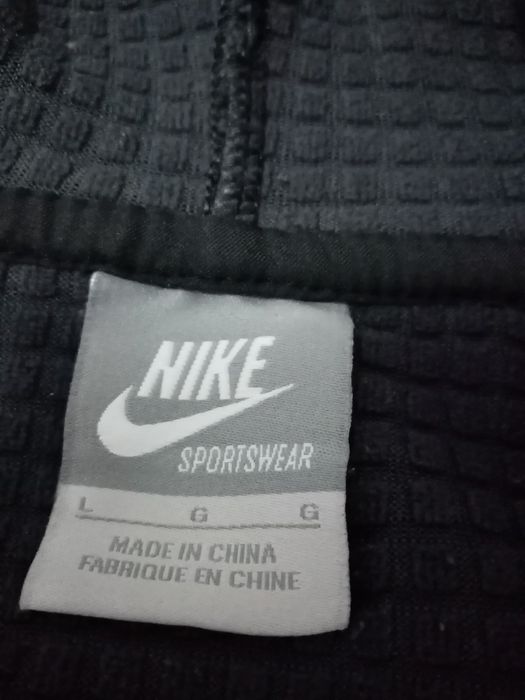 NIKE
SPORTSWEAR
L G G
MADE IN CHINA
FABRIQUE EN CHINE